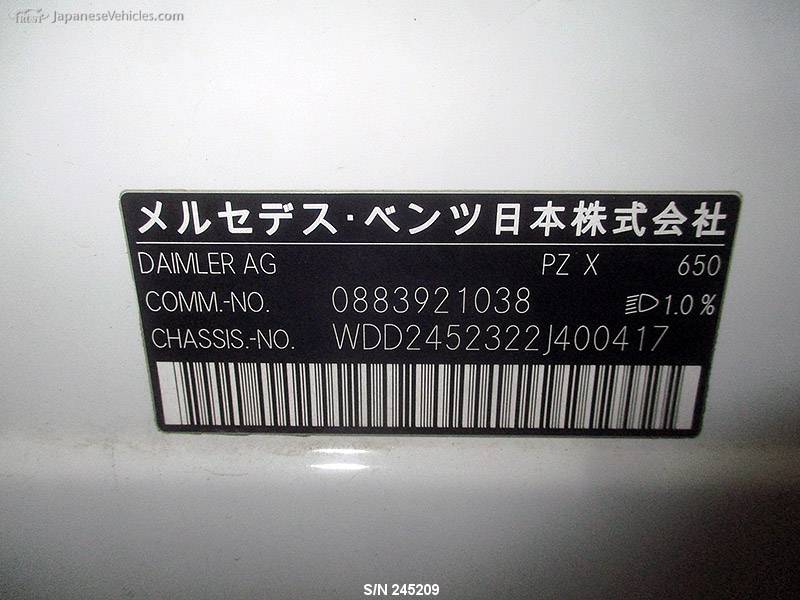 TRUST JapaneseVehicles.com
メルセデス・ベンツ日本株式会社
DAIMLER AG PZ X 650
COMM.-NO. 0883921038 1.0 %
CHASSIS.-NO. WDD2452322J400417
S/N 245209